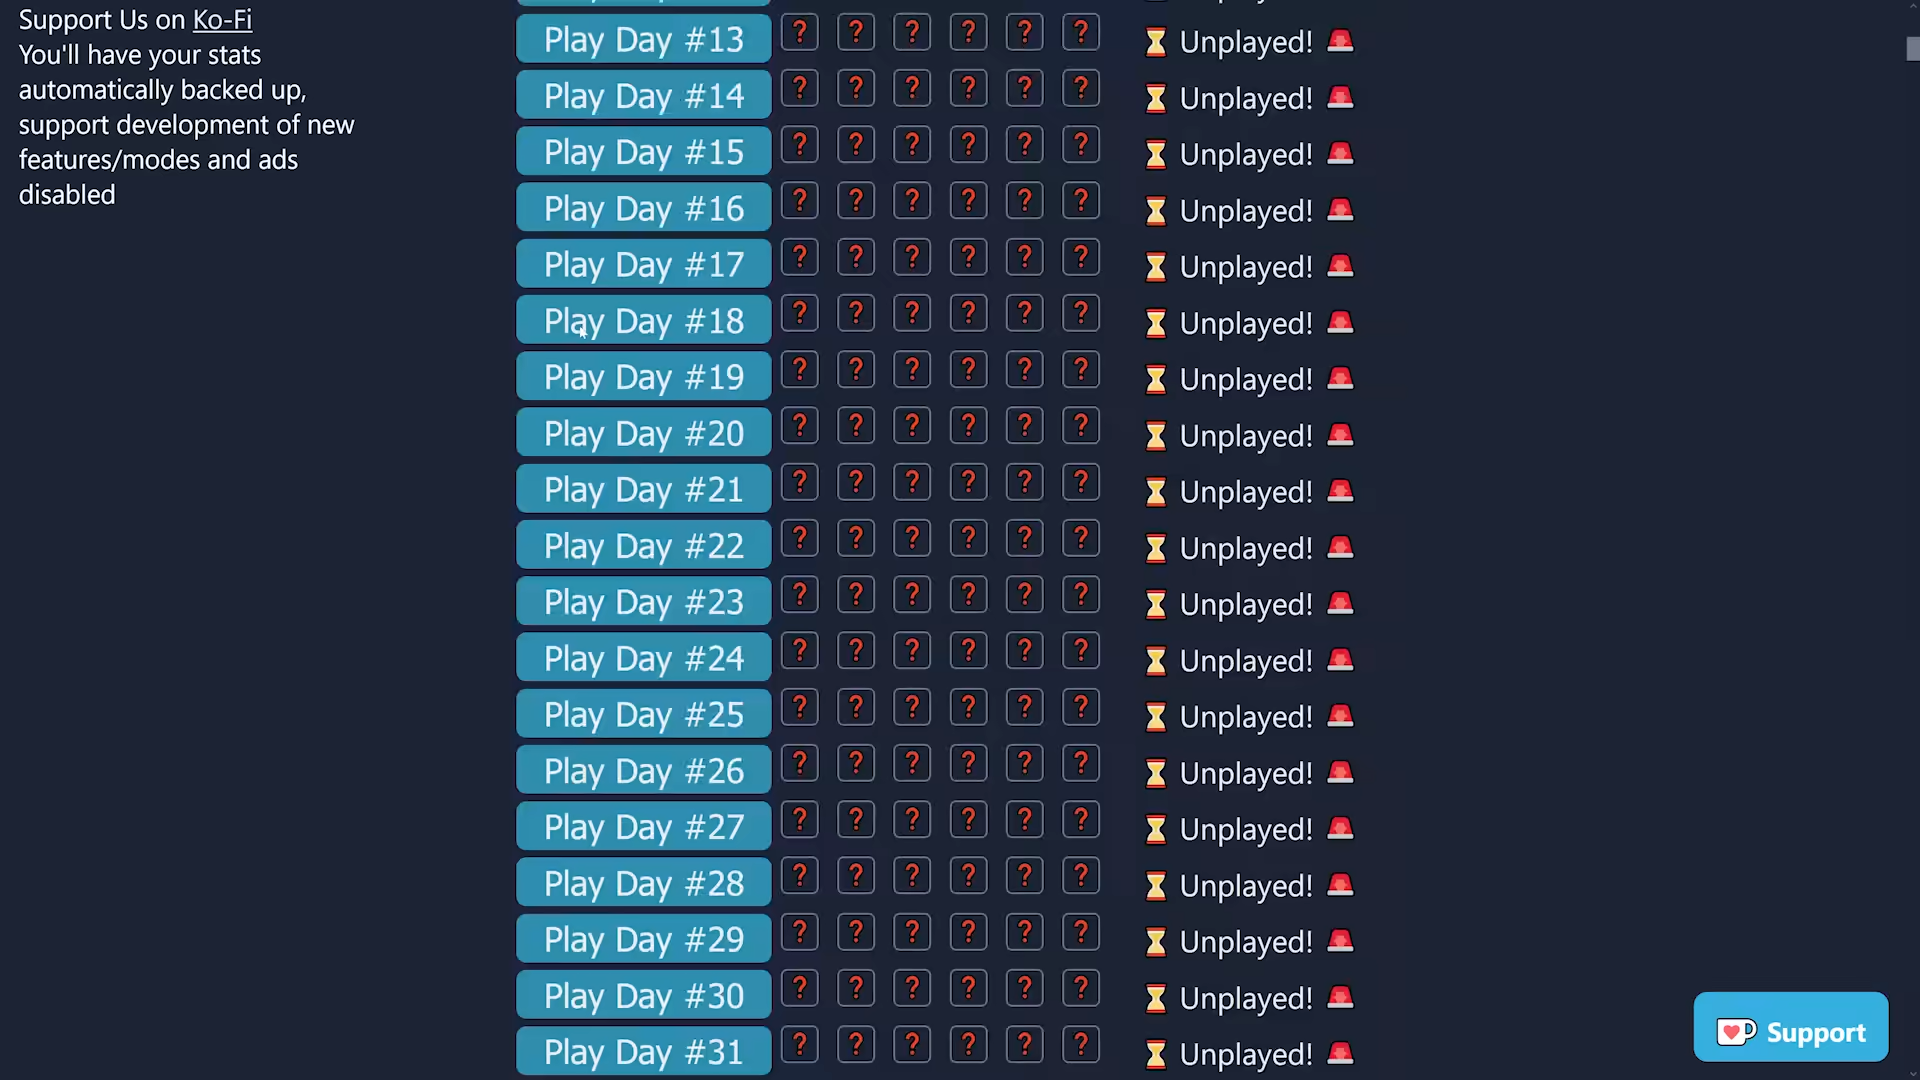 Support Us on Ko-Fi
You'll have your stats
automatically backed up,
support development of new
features/modes and ads
disabled
Play Day #13 ? ? ? ? ? ? Unplayed!
Play Day #14 ? ? ? ? ? ? Unplayed!
Play Day #15 ? ? ? ? ? ? Unplayed!
Play Day #16 ? ? ? ? ? ? Unplayed!
Play Day #17 ? ? ? ? ? ? Unplayed!
Play Day #18 ? ? ? ? ? ? Unplayed!
Play Day #19 ? ? ? ? ? ? Unplayed!
Play Day #20 ? ? ? ? ? ? Unplayed!
Play Day #21 ? ? ? ? ? ? Unplayed!
Play Day #22 ? ? ? ? ? ? Unplayed!
Play Day #23 ? ? ? ? ? ? Unplayed!
Play Day #24 ? ? ? ? ? ? Unplayed!
Play Day #25 ? ? ? ? ? ? Unplayed!
Play Day #26 ? ? ? ? ? ? Unplayed!
Play Day #27 ? ? ? ? ? ? Unplayed!
Play Day #28 ? ? ? ? ? ? Unplayed!
Play Day #29 ? ? ? ? ? ? Unplayed!
Play Day #30 ? ? ? ? ? ? Unplayed!
Play Day #31 ? ? ? ? ? ? Unplayed!
Support